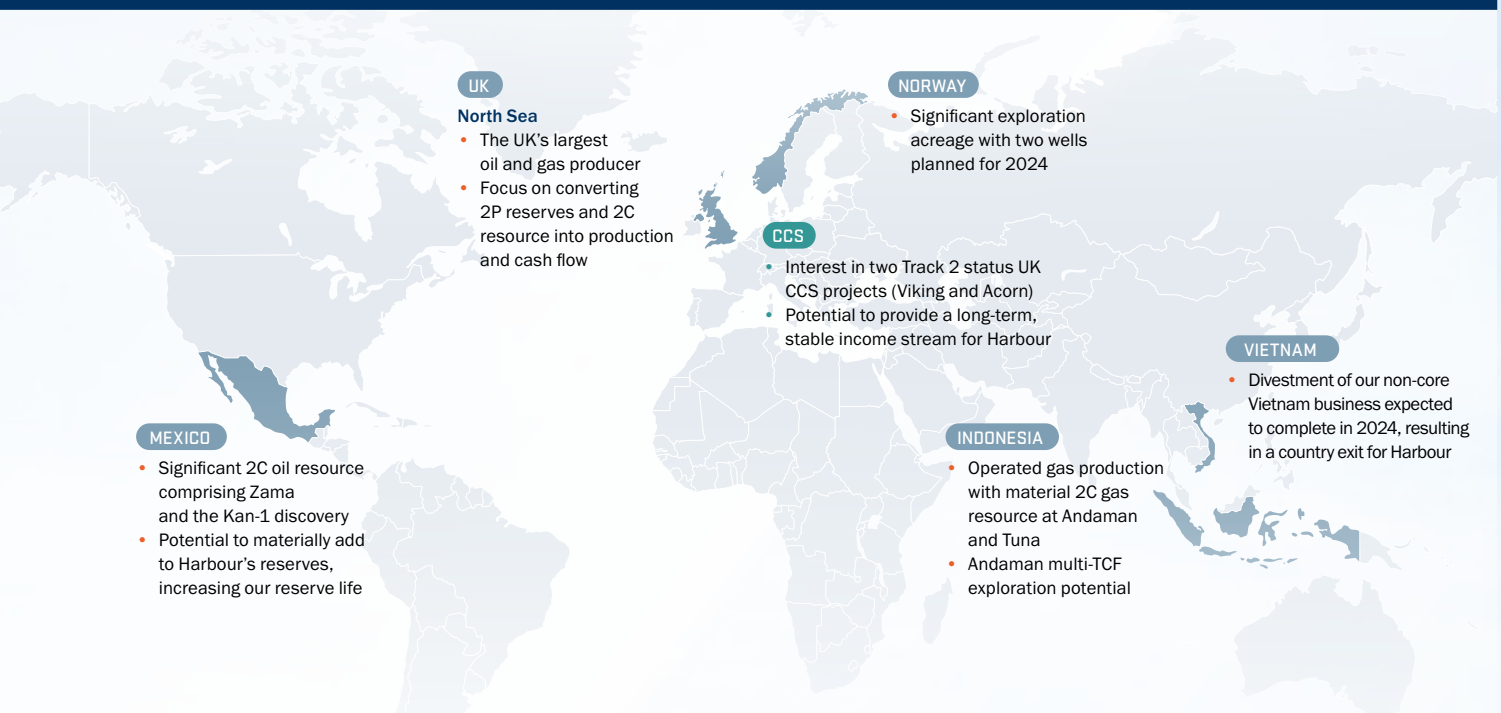 UK
North Sea
• The UK's largest
oil and gas producer
• Focus on converting
2P reserves and 2C
resource into production
and cash flow
NORWAY
• Significant exploration
acreage with two wells
planned for 2024
CCS
• Interest in two Track 2 status UK
CCS projects (Viking and Acorn)
• Potential to provide a long-term,
stable income stream for Harbour
VIETNAM
• Divestment of our non-core
Vietnam business expected
to complete in 2024, resulting
in a country exit for Harbour
MEXICO
• Significant 2C oil resource
comprising Zama
and the Kan-1 discovery
• Potential to materially add
to Harbour's reserves,
increasing our reserve life
INDONESIA
• Operated gas production
with material 2C gas
resource at Andaman
and Tuna
• Andaman multi-TCF
exploration potential